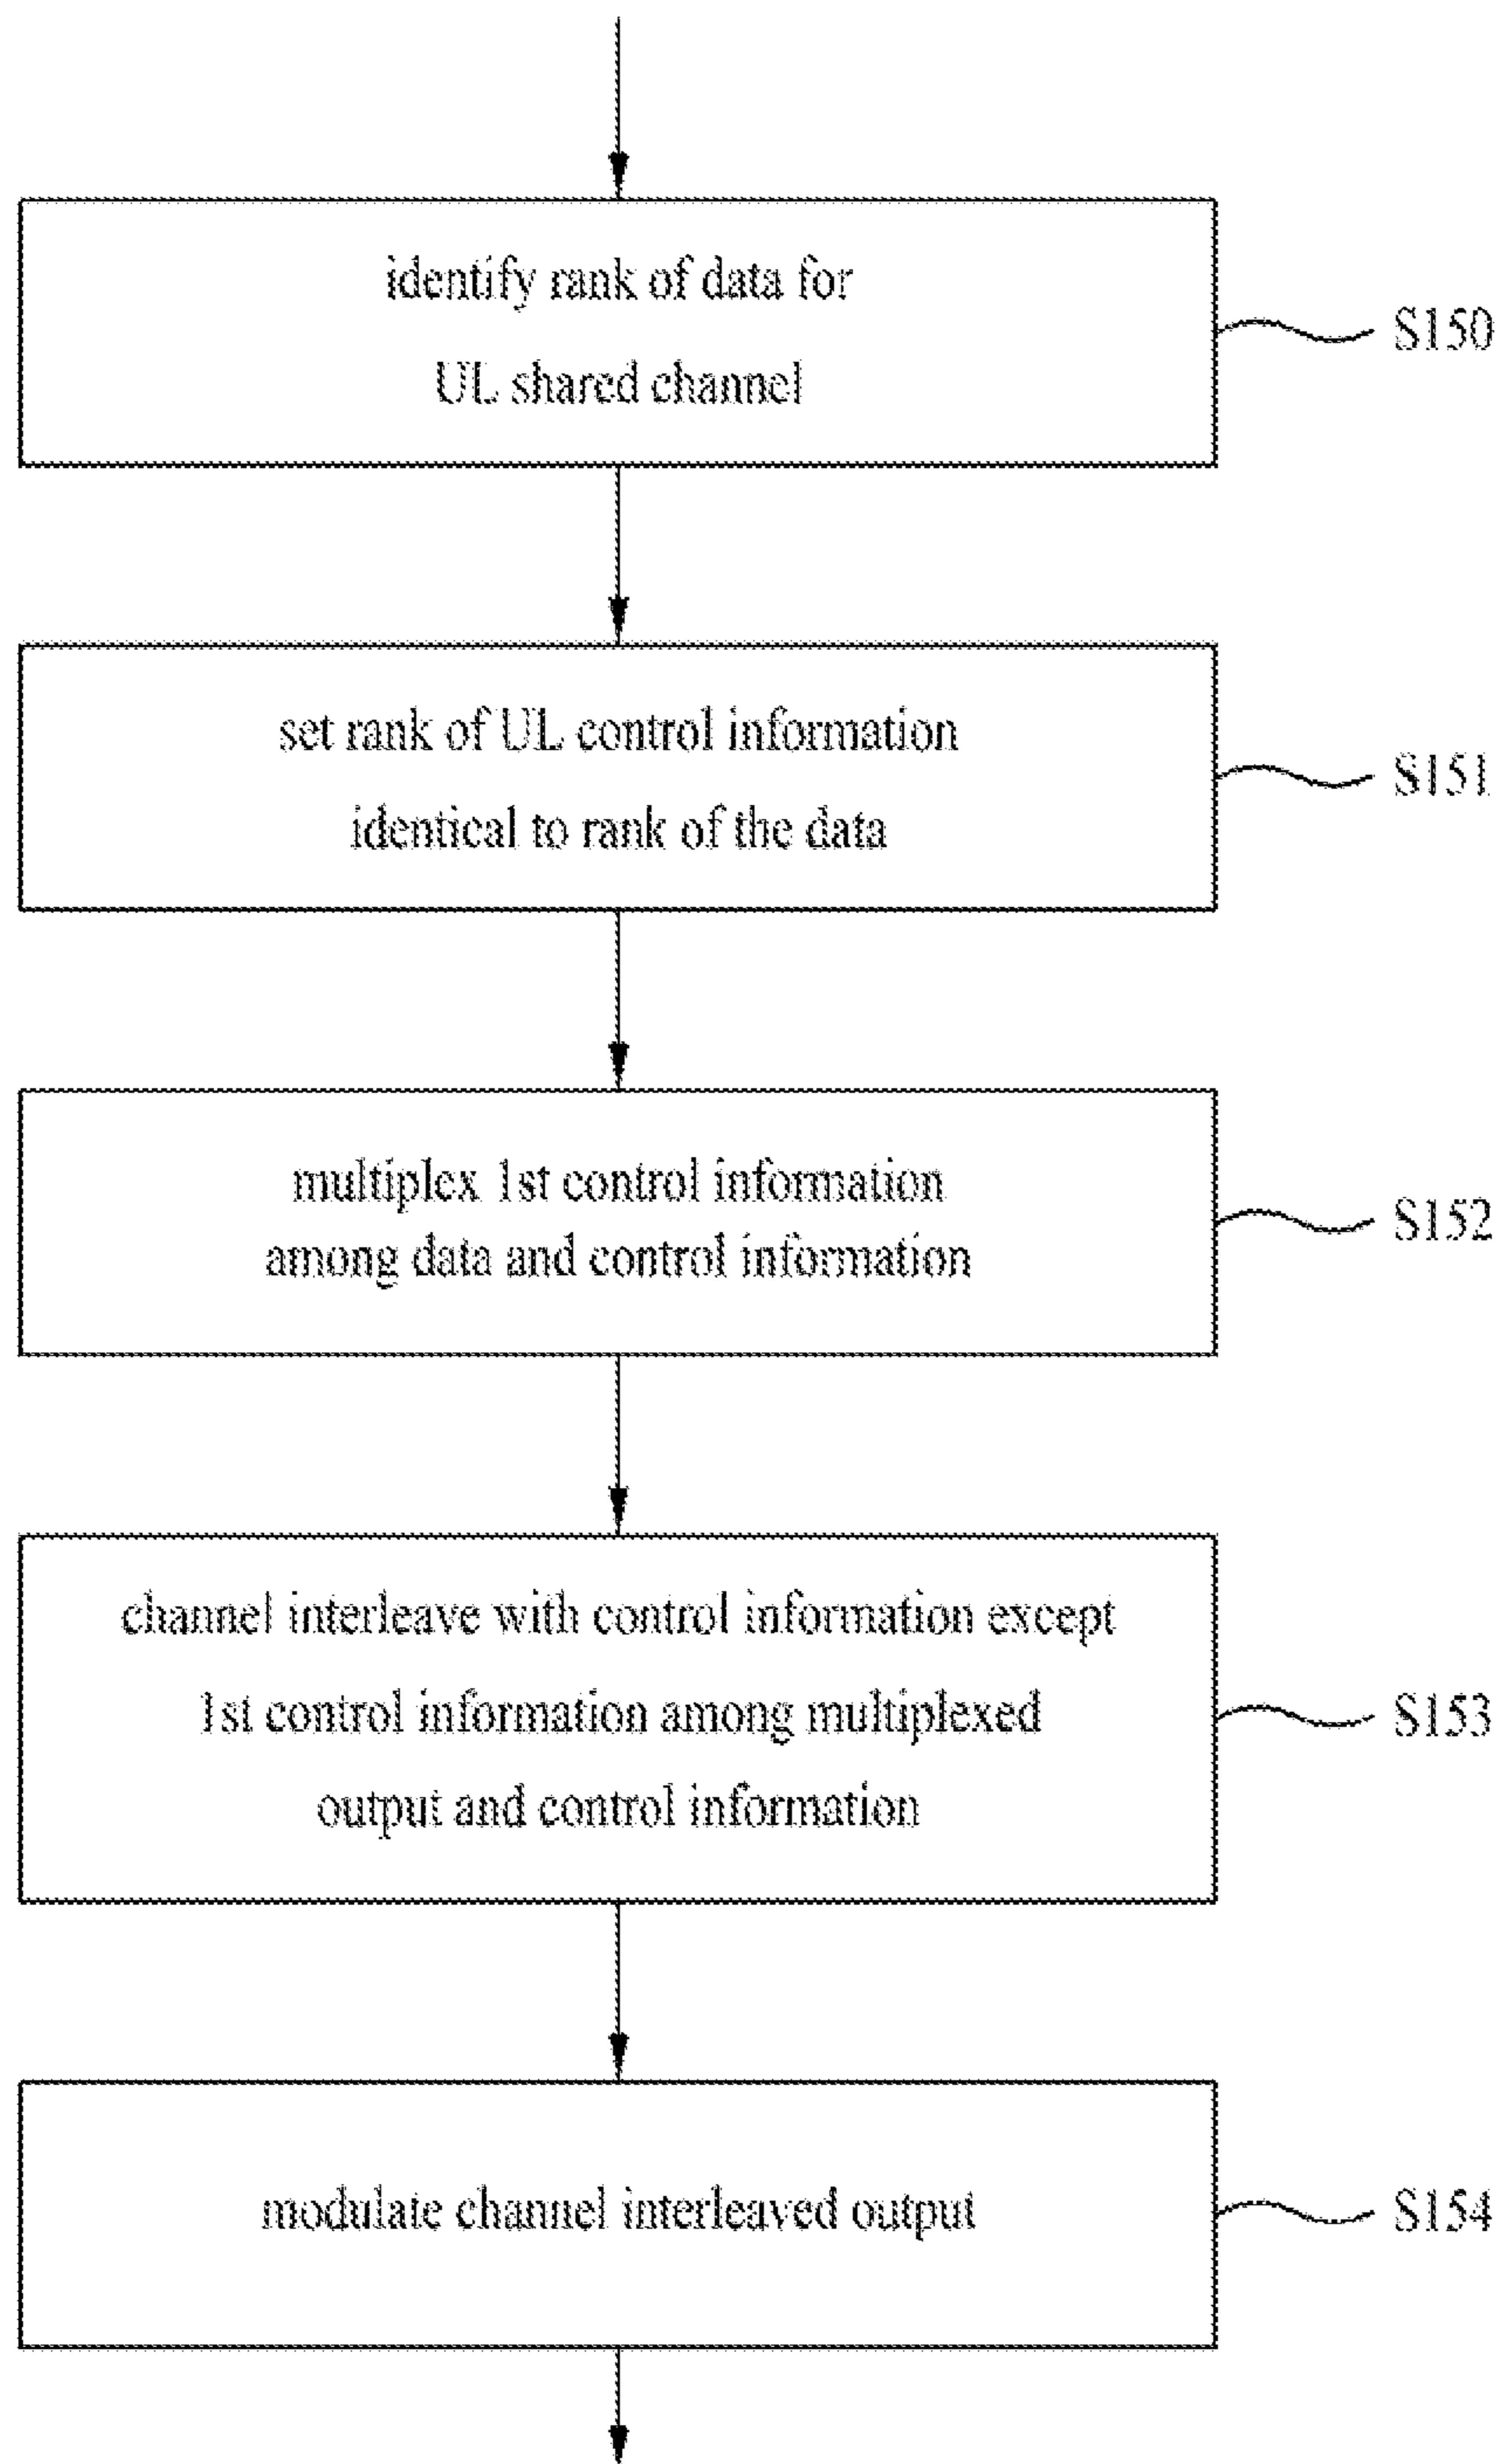 identify rank of data for
UL shared channel
S150
set rank of UL control information
identical to rank of the data
S151
multiplex 1st control information
among data and control information
S152
channel interleave with control information except
1st control information among multiplexed
output and control information
S153
modulate channel interleaved output
S154